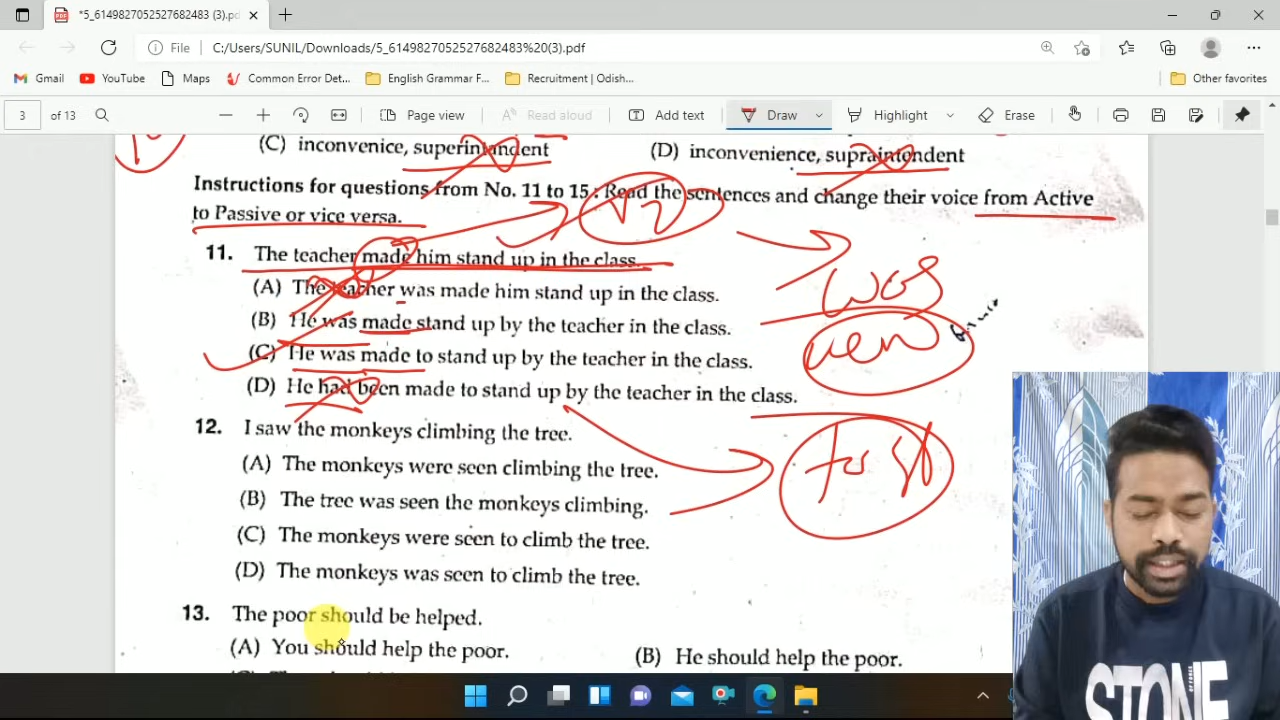 *5_6149827052527682483 (3).pd
File C:/Users/SUNIL/Downloads/5_6149827052527682483%20(3).pdf
Gmail YouTube Maps Common Error Det... English Grammar F... Recruitment | Odish... Other favorites
3 of 13 Page view Read aloud Add text Draw Highlight Erase
(C) inconvenice, superintandent (D) inconvenience, supraintendent
Instructions for questions from No. 11 to 15 : Read the sentences and change their voice from Active
to Passive or vice versa.
V2
11. The teacher made him stand up in the class.
was
(A) The teacher was made him stand up in the class.
(B) He was made stand up by the teacher in the class.
(C) He was made to stand up by the teacher in the class.
(D) He had been made to stand up by the teacher in the class.
12. I saw the monkeys climbing the tree.
(A) The monkeys were seen climbing the tree.
(B) The tree was seen the monkeys climbing.
(C) The monkeys were seen to climb the tree.
(D) The monkeys was seen to climb the tree.
13. The poor should be helped.
(A) You should help the poor. (B) He should help the poor.
STONE